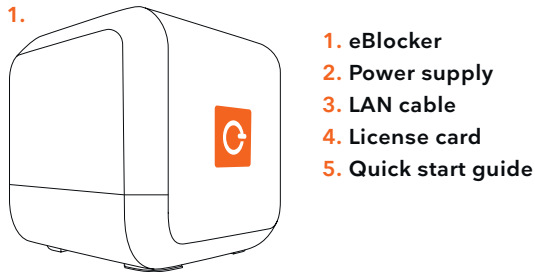 1.
1. eBlocker
2. Power supply
3. LAN cable
4. License card
5. Quick start guide